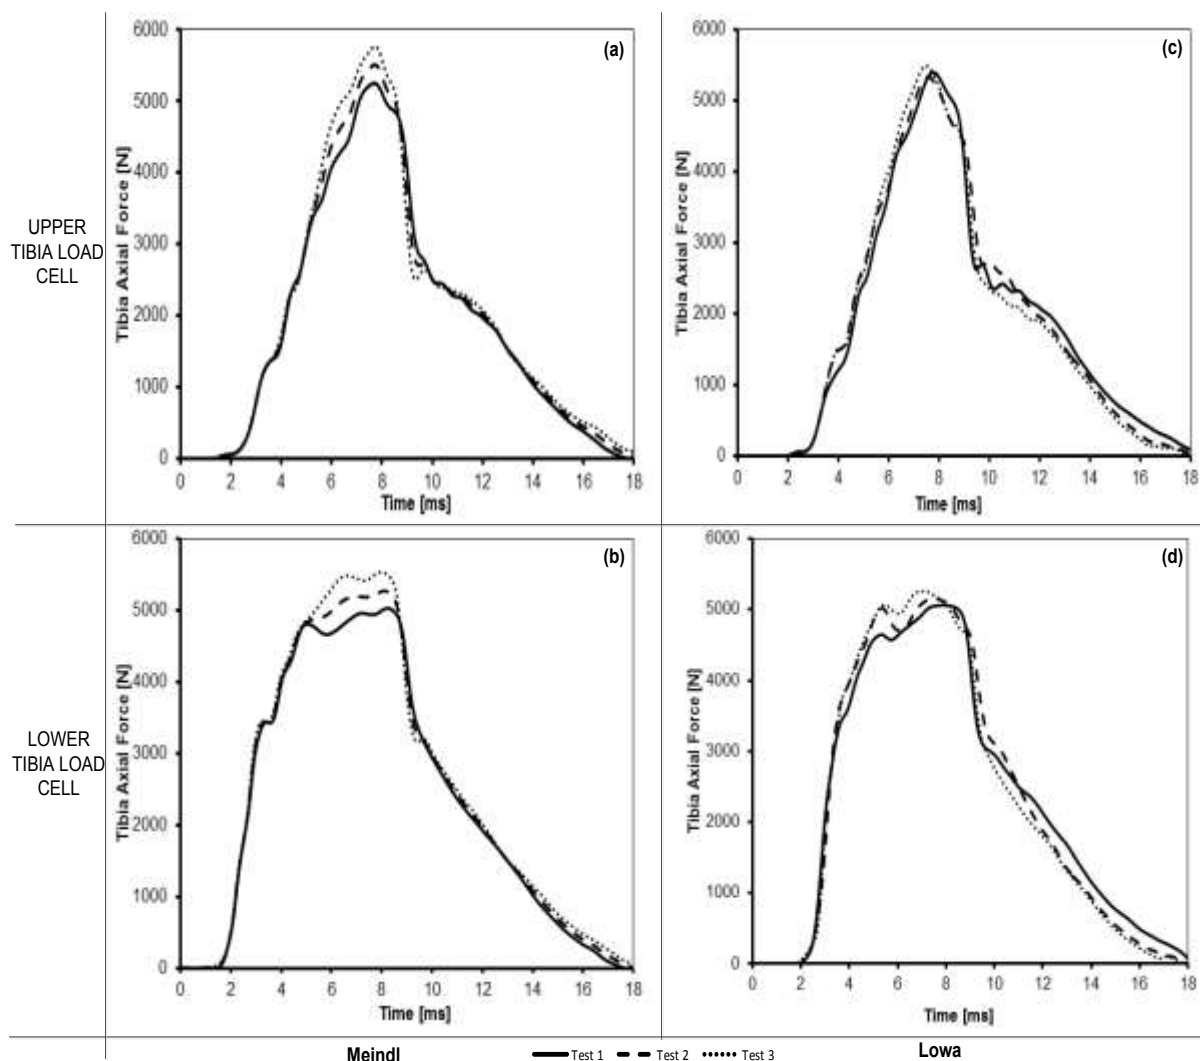 UPPER
TIBIA LOAD
CELL
(a)
6000
5000
4000
3000
2000
1000
0
Tibia Axial Force [N]
0 2 4 6 8 10 12 14 16 18
Time [ms]
(c)
6000
5000
4000
3000
2000
1000
0
Tibia Axial Force [N]
0 2 4 6 8 10 12 14 16 18
Time [ms]
LOWER
TIBIA LOAD
CELL
(b)
6000
5000
4000
3000
2000
1000
0
Tibia Axial Force [N]
0 2 4 6 8 10 12 14 16 18
Time [ms]
(d)
6000
5000
4000
3000
2000
1000
0
Tibia Axial Force [N]
0 2 4 6 8 10 12 14 16 18
Time [ms]
Meindl
Test 1 Test 2 Test 3
Lowa